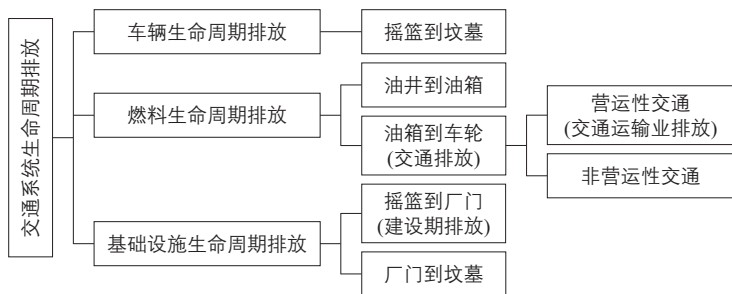 交通系统生命周期排放
车辆生命周期排放
摇篮到坟墓
燃料生命周期排放
油井到油箱
油箱到车轮
(交通排放)
营运性交通
(交通运输业排放)
非营运性交通
基础设施生命周期排放
摇篮到厂门
(建设期排放)
厂门到坟墓